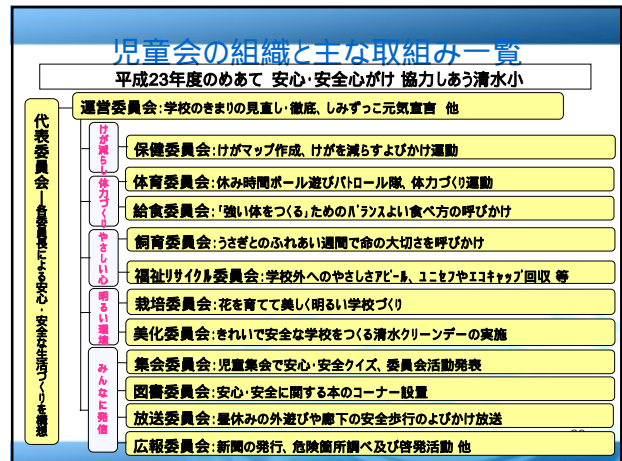 児童会の組織と主な取組み一覧
平成23年度のめあて 安心・安全心がけ 協力しあう清水小
代表委員会―各委員長による安心・安全な生活づくりを構想
運営委員会:学校のきまりの見直し・徹底、しみずっこ元気宣言 他
けが減らし
保健委員会:けがマップ作成、けがを減らすよびかけ運動
体力づくり
体育委員会:休み時間ボール遊びパトロール隊、体力づくり運動
給食委員会:「強い体をつくる」ためのバランスよい食べ方の呼びかけ
やさしい心
飼育委員会:うさぎとのふれあい週間で命の大切さを呼びかけ
福祉リサイクル委員会:学校外へのやさしさアピール、ユニセフやエコキャップ回収 等
明るい環境
栽培委員会:花を育てて美しく明るい学校づくり
美化委員会:きれいで安全な学校をつくる清水クリーンデーの実施
みんなに発信
集会委員会:児童集会で安心・安全クイズ、委員会活動発表
図書委員会:安心・安全に関する本のコーナー設置
放送委員会:昼休みの外遊びや廊下の安全歩行のよびかけ放送
広報委員会:新聞の発行、危険箇所調べ及び啓発活動 他